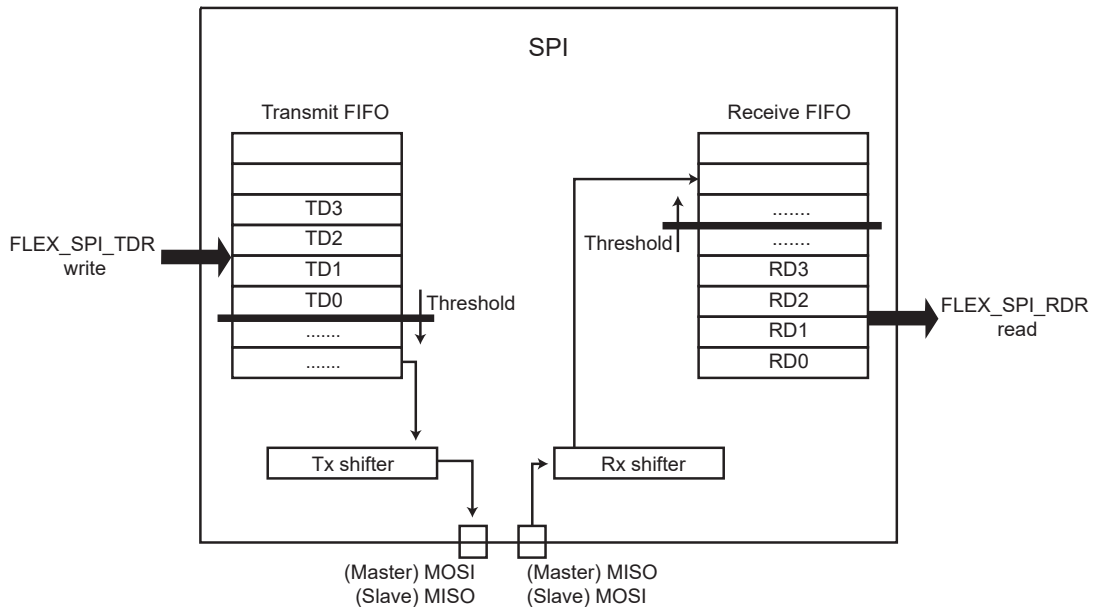 SPI
Transmit FIFO
TD3
TD2
TD1
TD0
.......
.......
FLEX_SPI_TDR
write
Threshold
Receive FIFO
.......
.......
RD3
RD2
RD1
RD0
Threshold
FLEX_SPI_RDR
read
Tx shifter
Rx shifter
(Master) MOSI
(Slave) MISO
(Master) MISO
(Slave) MOSI